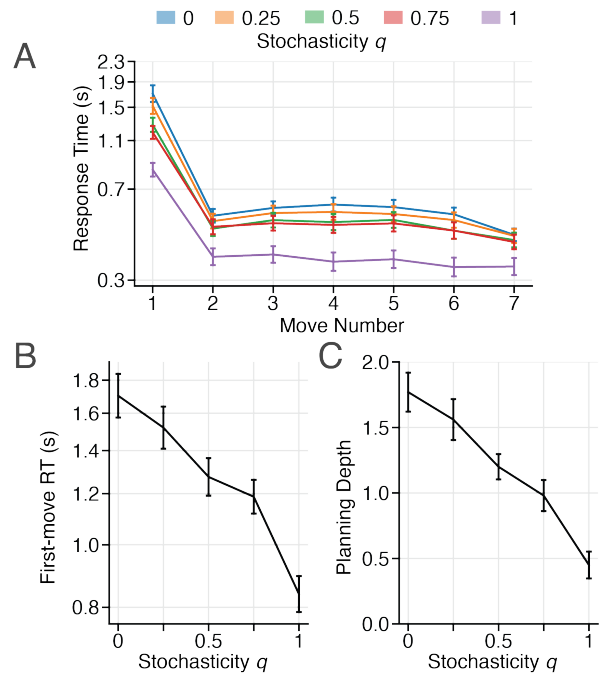 0 0.25 0.5 0.75 1
Stochasticity q
A
Response Time (s)
2.3
1.9
1.5
1.1
0.7
0.3
1 2 3 4 5 6 7
Move Number
B
First-move RT (s)
1.8
1.6
1.4
1.2
1.0
0.8
0 0.5 1
Stochasticity q
C
Planning Depth
2.0
1.5
1.0
0.5
0.0
0 0.5 1
Stochasticity q